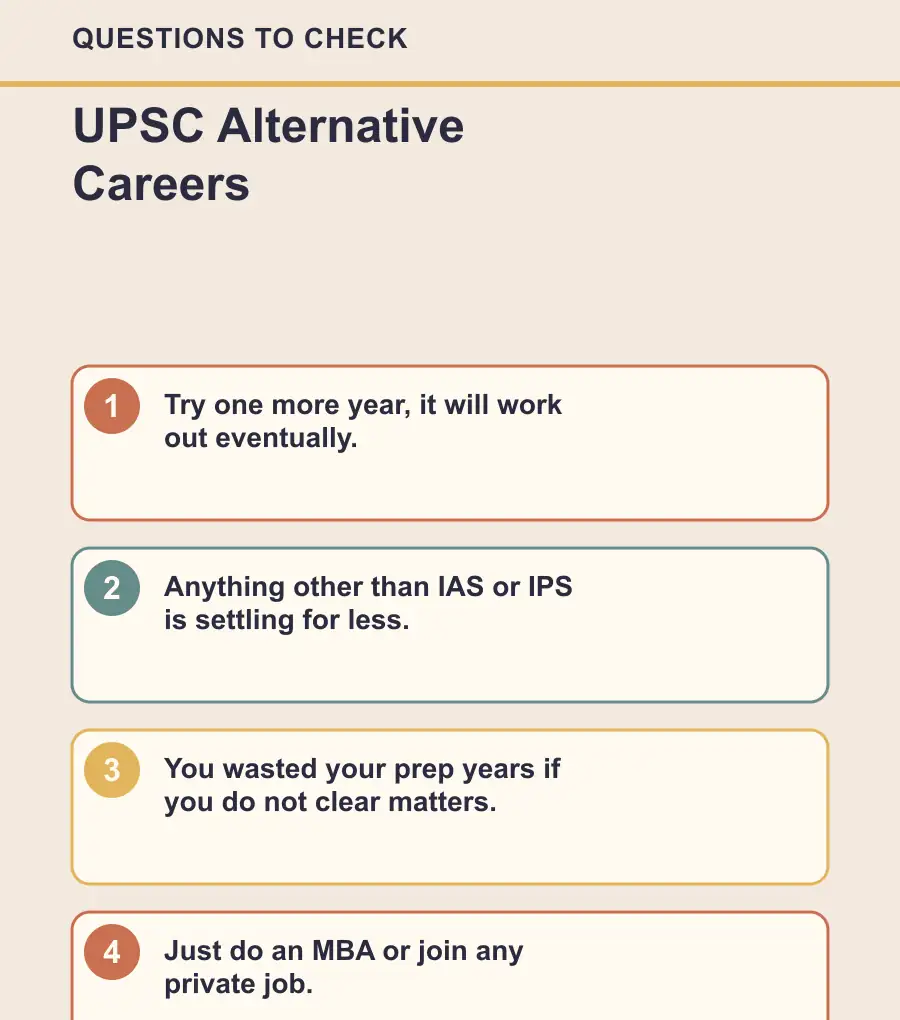 QUESTIONS TO CHECK
UPSC Alternative
Careers
1
Try one more year, it will work
out eventually.
2
Anything other than IAS or IPS
is settling for less.
3
You wasted your prep years if
you do not clear matters.
4
Just do an MBA or join any
private job.